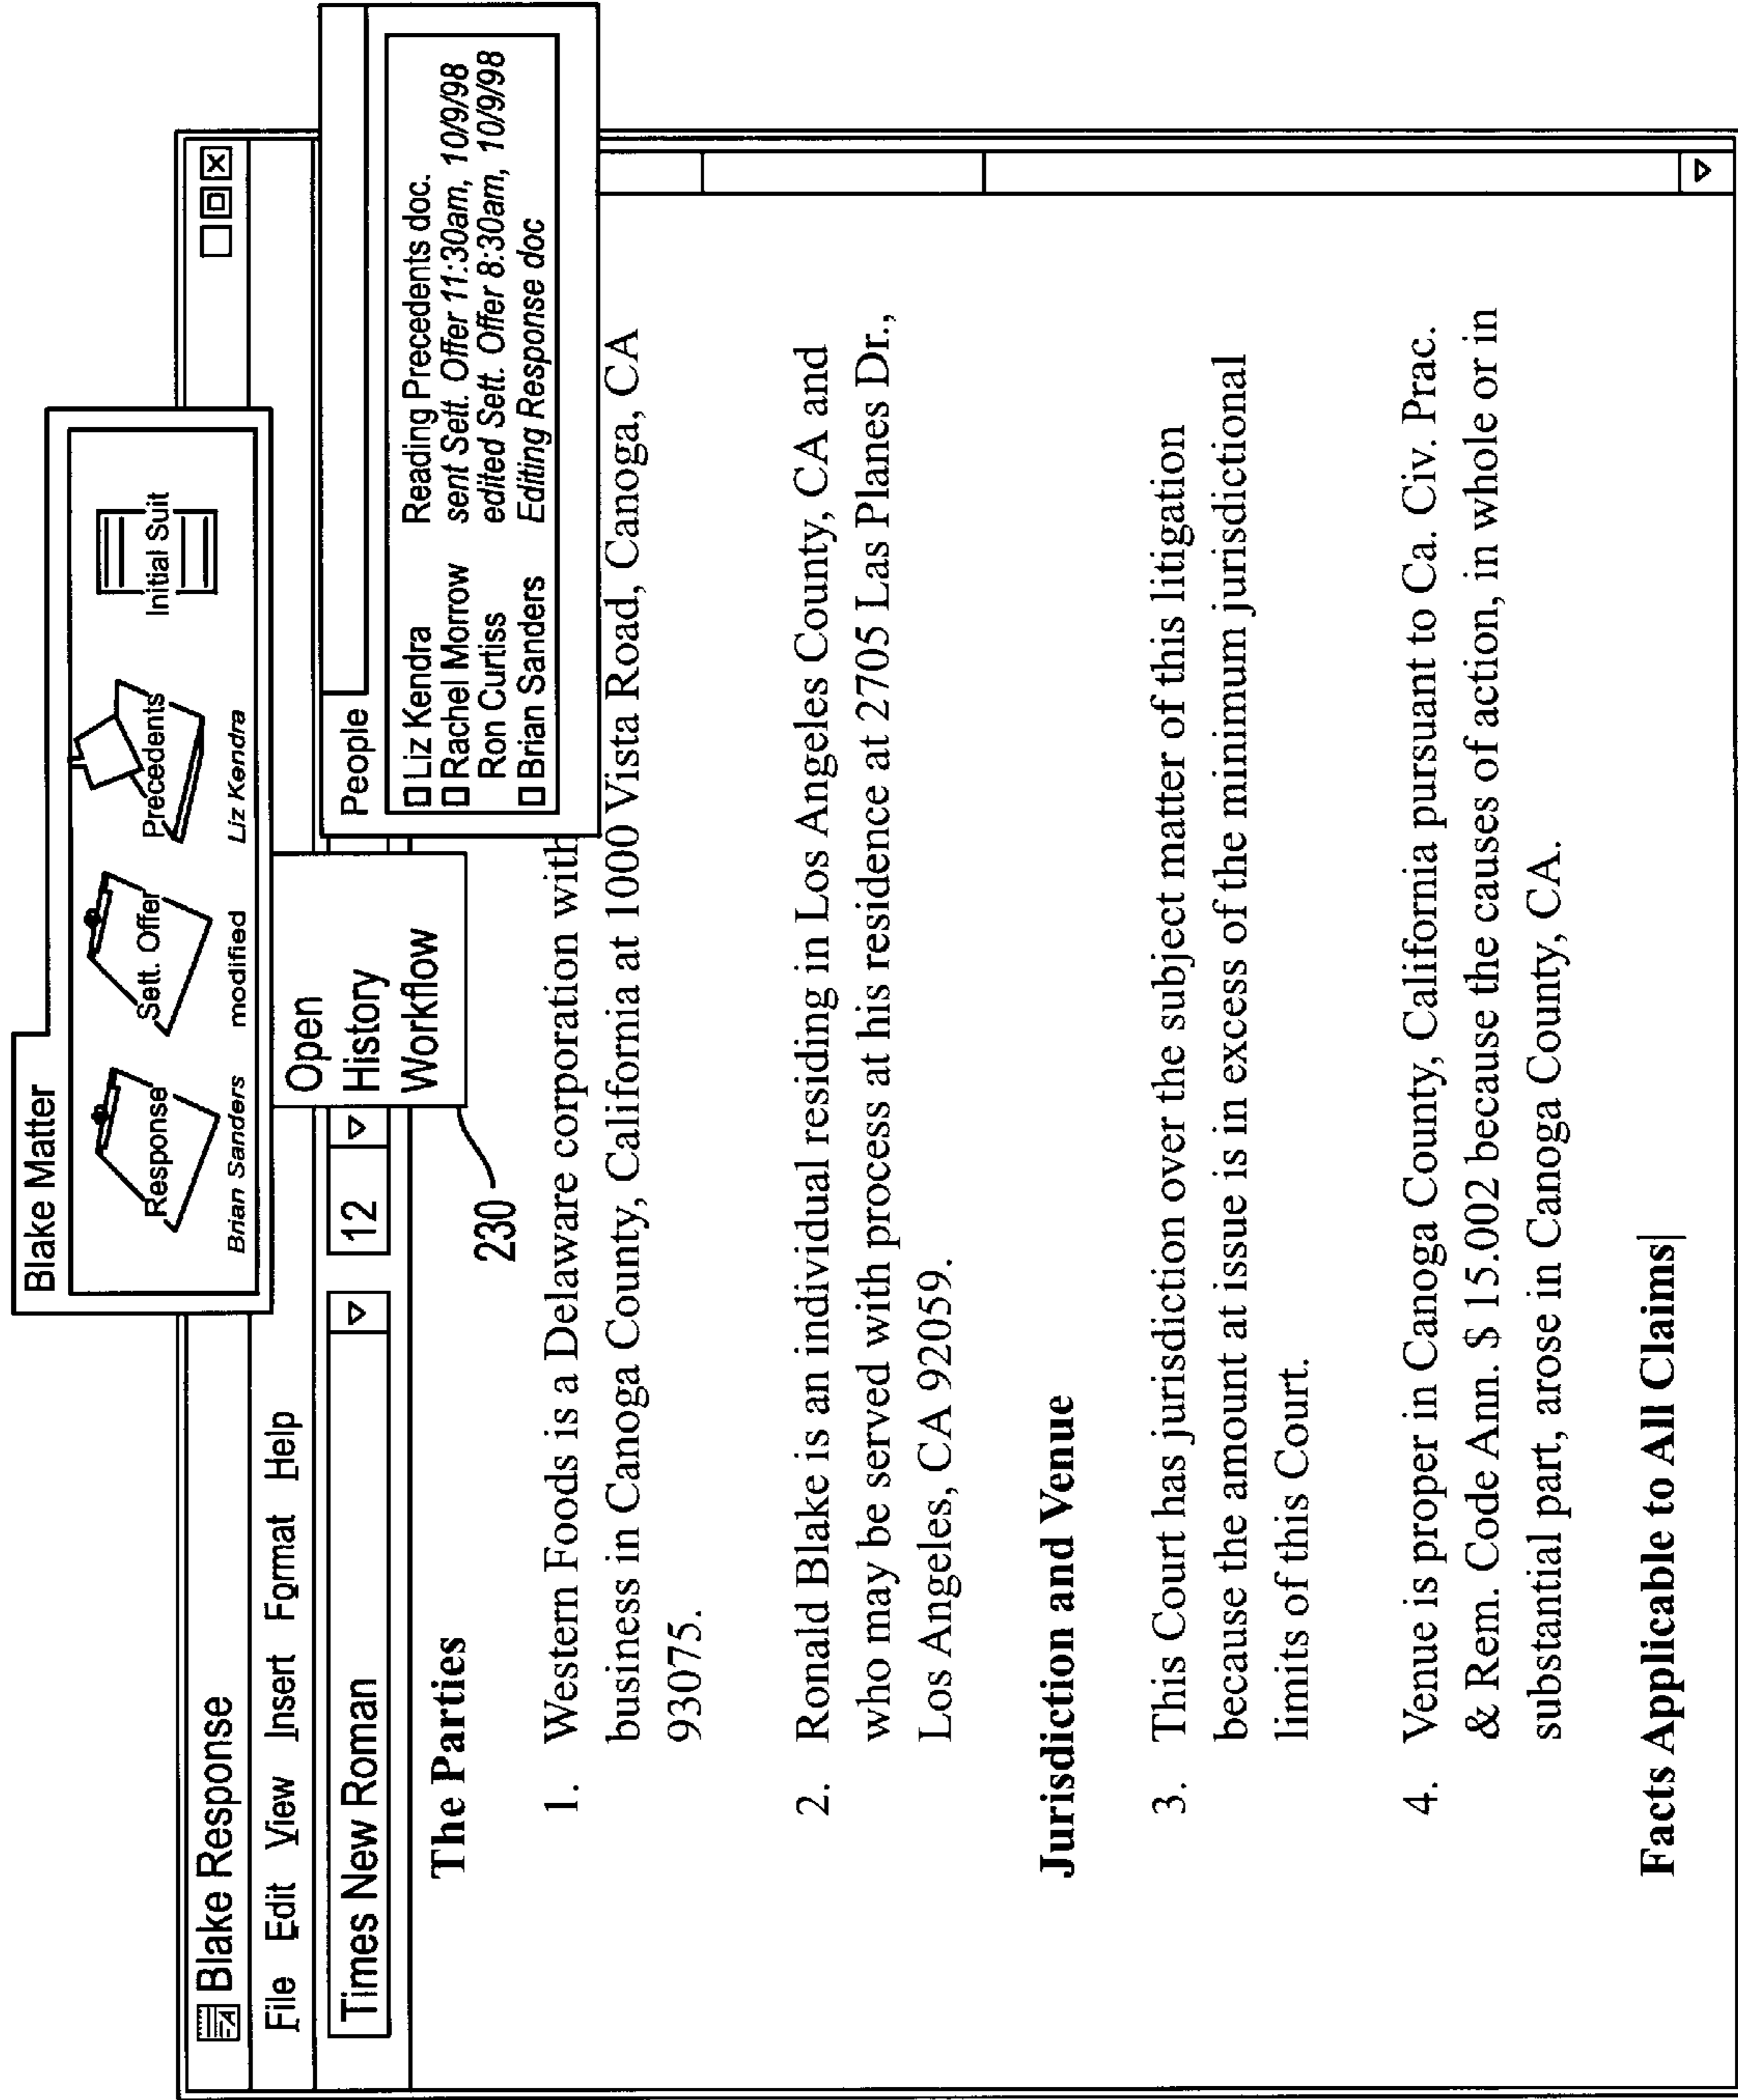 Blake Matter
Response
Sett. Offer
Precedents
Initial Suit
Brian Sanders
modified
Liz Kendra
Blake Response
File Edit View Insert Format Help
Times New Roman
12
Open
History
Workflow
230
People
Liz Kendra Reading Precedents doc.
Rachel Morrow sent Sett. Offer 11:30am, 10/9/98
Ron Curtiss edited Sett. Offer 8:30am, 10/9/98
Brian Sanders Editing Response doc
The Parties
1. Western Foods is a Delaware corporation with
business in Canoga County, California at 1000 Vista Road, Canoga, CA
93075.
2. Ronald Blake is an individual residing in Los Angeles County, CA and
who may be served with process at his residence at 2705 Las Planes Dr.,
Los Angeles, CA 92059.
Jurisdiction and Venue
3. This Court has jurisdiction over the subject matter of this litigation
because the amount at issue is in excess of the minimum jurisdictional
limits of this Court.
4. Venue is proper in Canoga County, California pursuant to Ca. Civ. Prac.
& Rem. Code Ann. $ 15.002 because the causes of action, in whole or in
substantial part, arose in Canoga County, CA.
Facts Applicable to All Claims